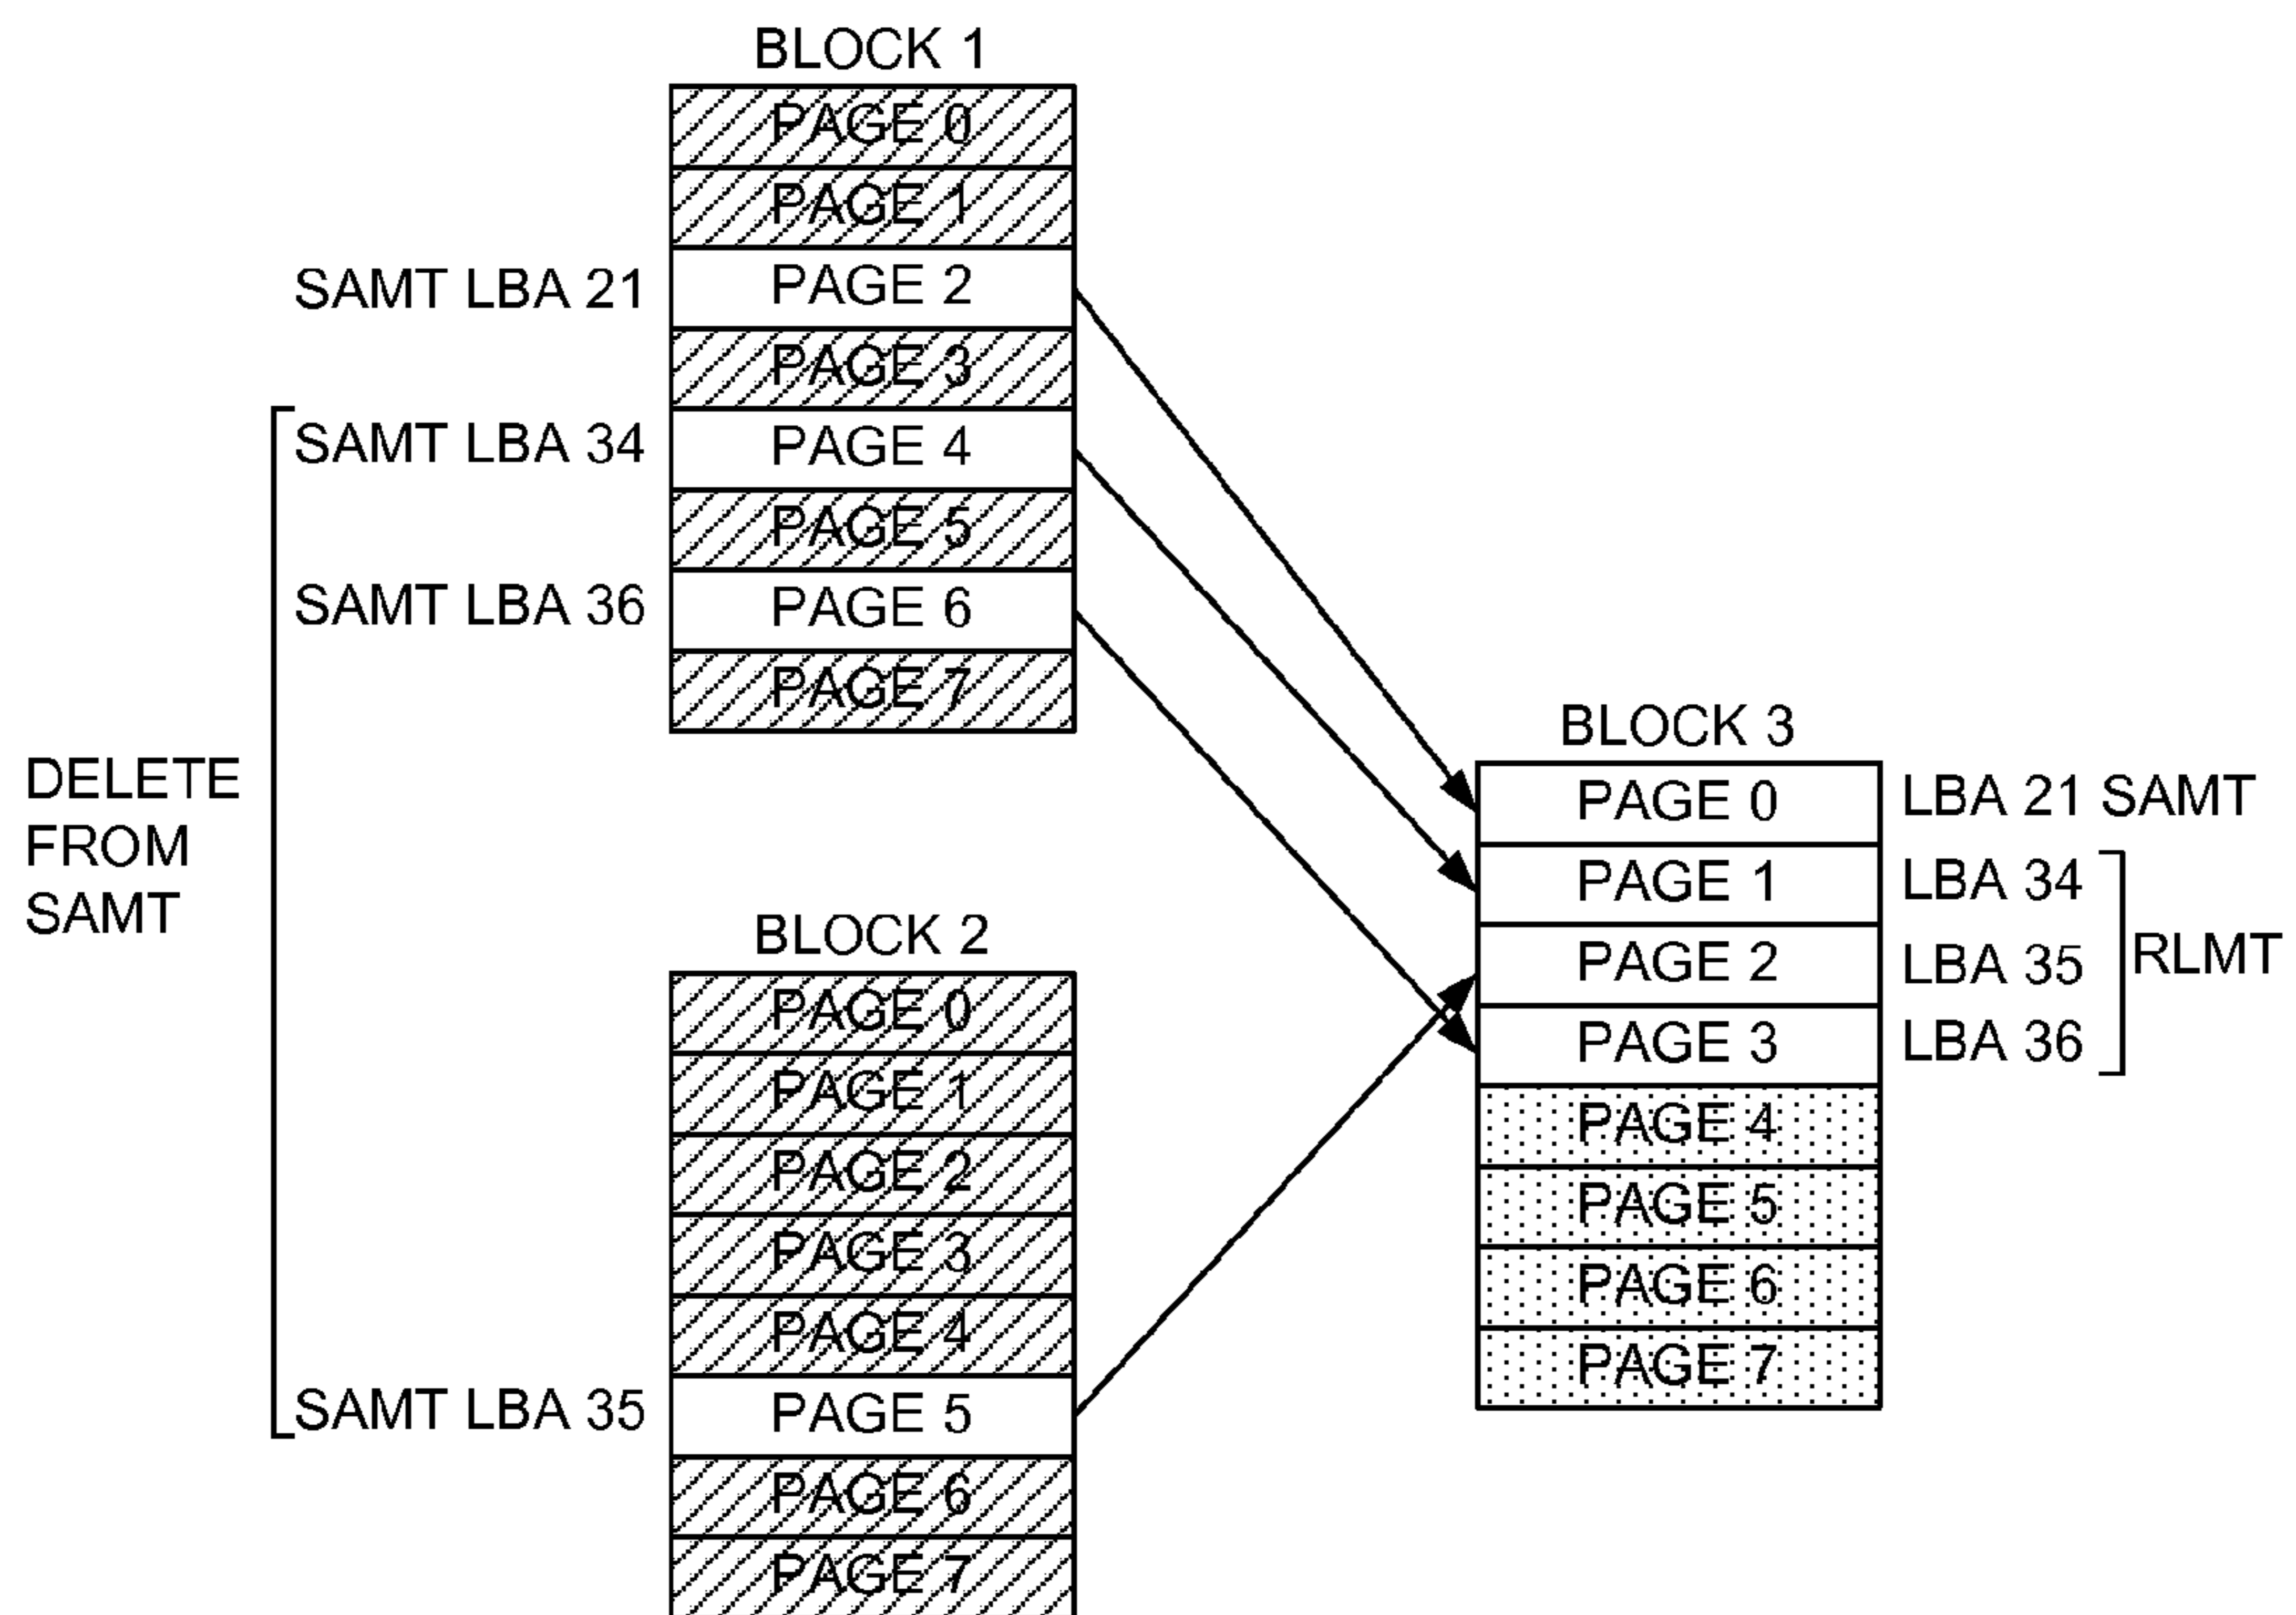 BLOCK 1
PAGE 0
PAGE 1
SAMT LBA 21 PAGE 2
PAGE 3
SAMT LBA 34 PAGE 4
PAGE 5
SAMT LBA 36 PAGE 6
PAGE 7
DELETE
FROM
SAMT
BLOCK 2
PAGE 0
PAGE 1
PAGE 2
PAGE 3
PAGE 4
SAMT LBA 35 PAGE 5
PAGE 6
PAGE 7
BLOCK 3
PAGE 0 LBA 21 SAMT
PAGE 1 LBA 34
PAGE 2 LBA 35
RLMT
PAGE 3 LBA 36
PAGE 4
PAGE 5
PAGE 6
PAGE 7